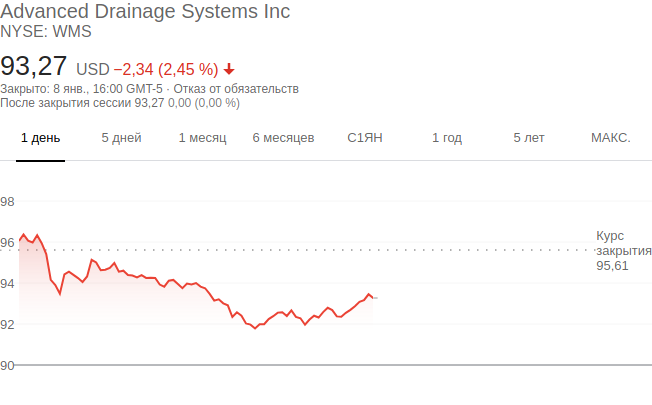 Advanced Drainage Systems Inc
NYSE: WMS
93,27 USD −2,34 (2,45 %)
Закрыто: 8 янв., 16:00 GMT-5 · Отказ от обязательств
После закрытия сессии 93,27 0,00 (0,00 %)
1 день 5 дней 1 месяц 6 месяцев С1ЯН 1 год 5 лет МАКС.
98
96
94
92
90
Курс
закрытия
95,61